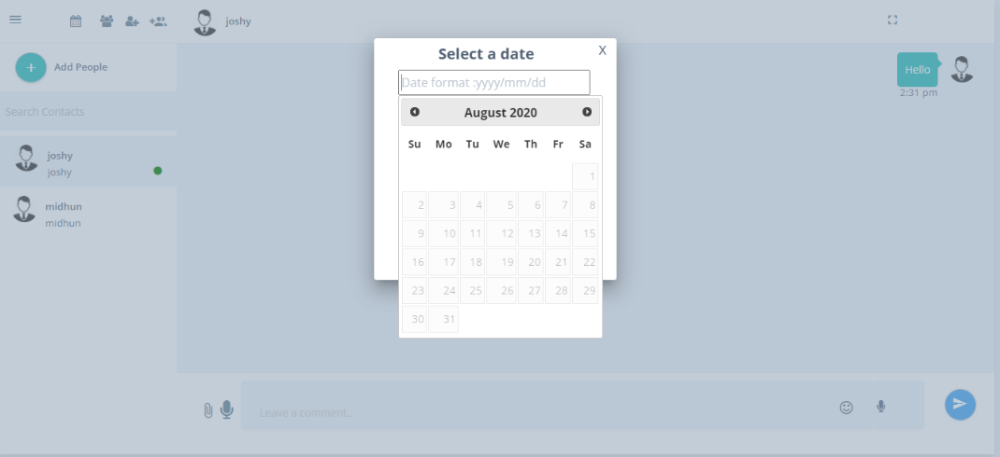 joshy
Add People
Search Contacts
joshy
joshy
midhun
midhun
Select a date
X
Date format :yyyy/mm/dd
August 2020
Su Mo Tu We Th Fr Sa
1
2 3 4 5 6 7 8
9 10 11 12 13 14 15
16 17 18 19 20 21 22
23 24 25 26 27 28 29
30 31
Hello
2:31 pm
Leave a comment..